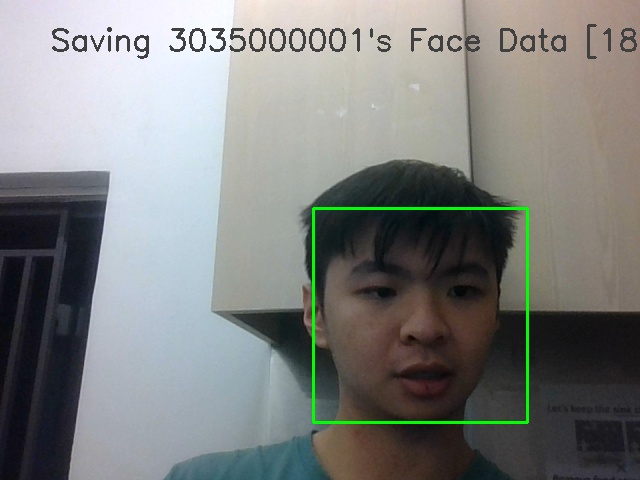 Saving 3035000001's Face Data [18
Let's keep the sink